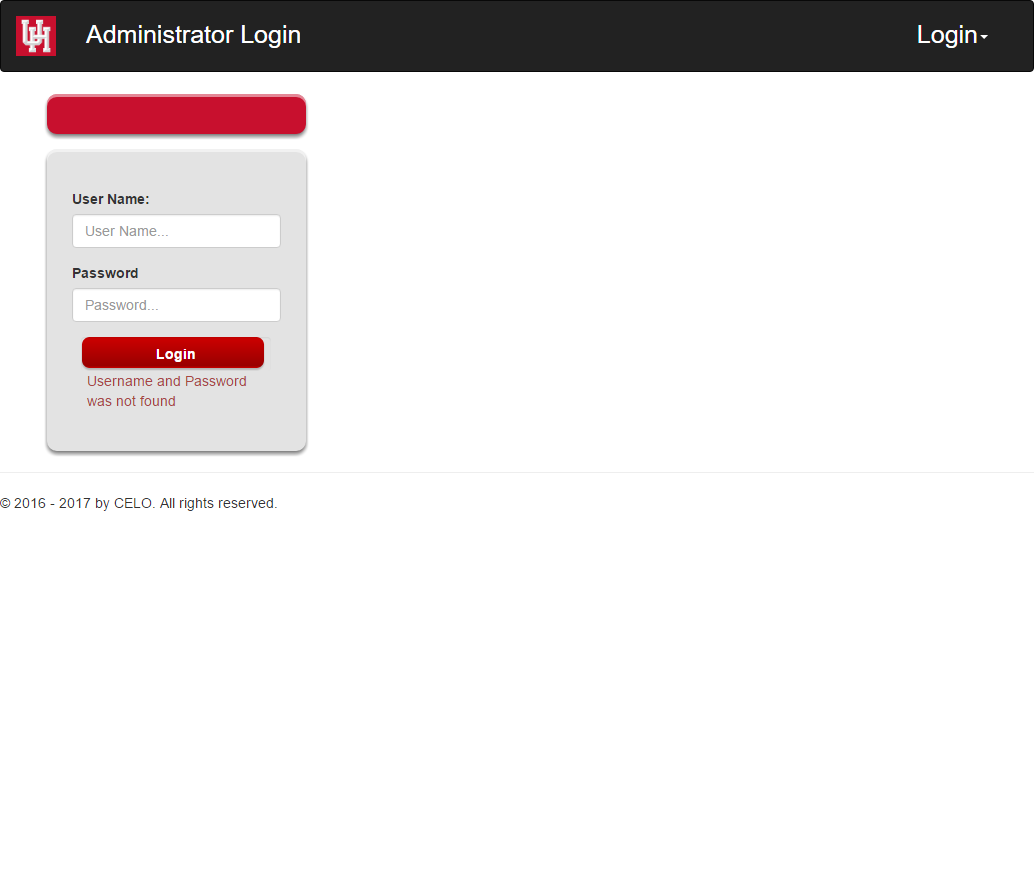 UH
Administrator Login
Login
User Name:
User Name...
Password
Password...
Login
Username and Password
was not found
© 2016 - 2017 by CELO. All rights reserved.